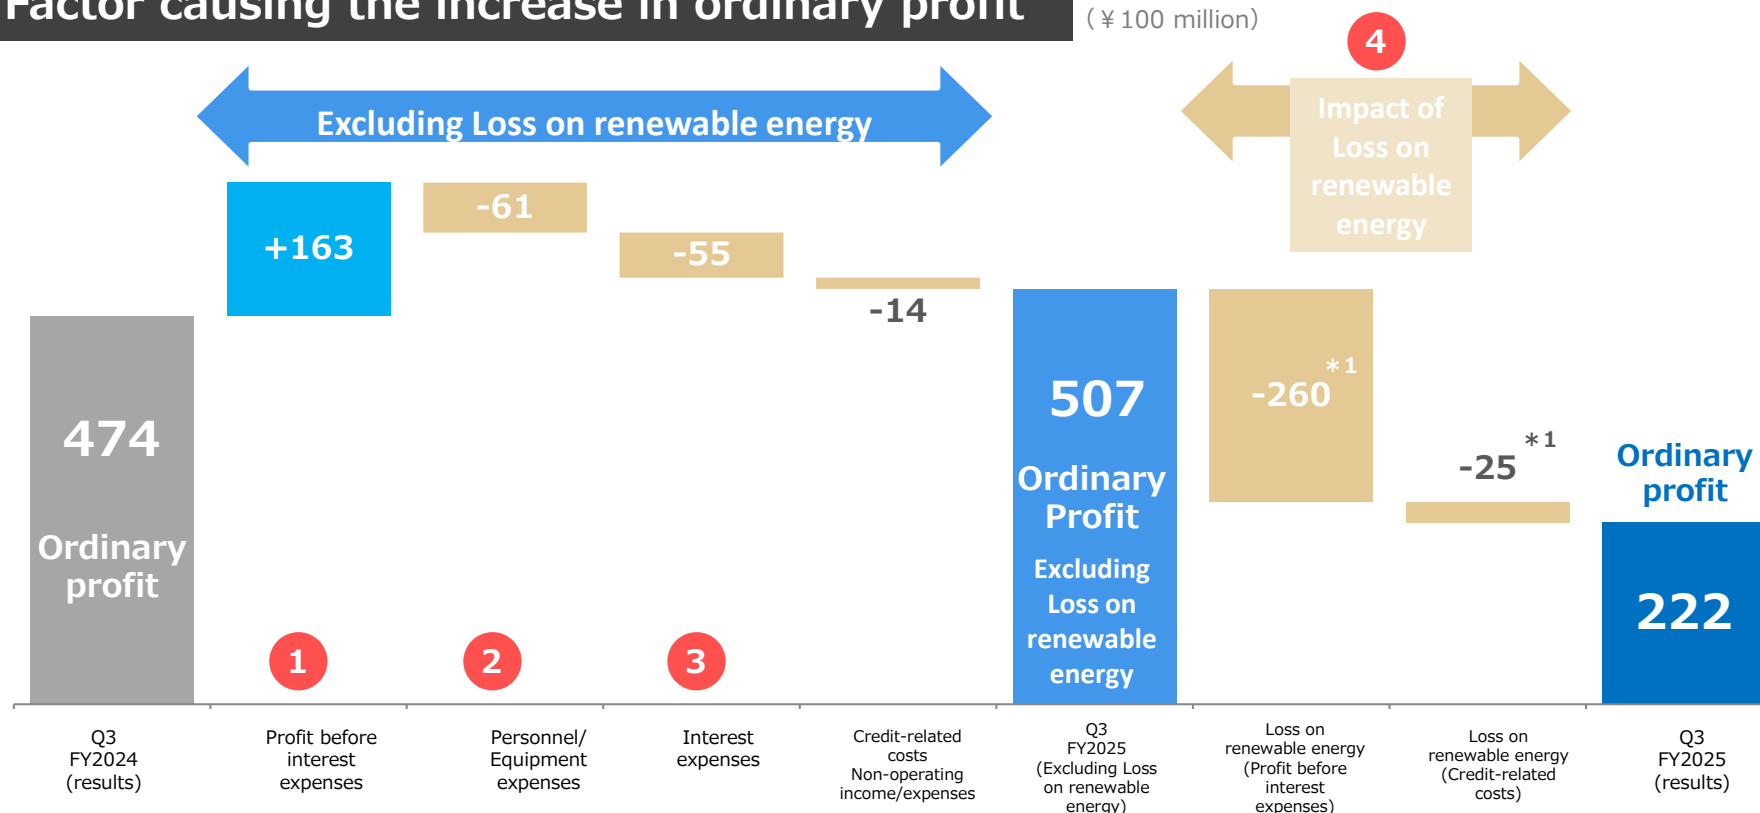 Factor causing the increase in ordinary profit
(¥100 million)
4
Excluding Loss on renewable energy
Impact of
Loss on
renewable
energy
+163
-61
-55
-14
474
Ordinary
profit
507
Ordinary
Profit
Excluding
Loss on
renewable
energy
-260 *1
-25 *1
Ordinary
profit
222
1
2
3
Q3
FY2024
(results)
Profit before
interest
expenses
Personnel/
Equipment
expenses
Interest
expenses
Credit-related
costs
Non-operating
income/expenses
Q3
FY2025
(Excluding Loss
on renewable
energy)
Loss on
renewable energy
(Profit before
interest
expenses)
Loss on
renewable energy
(Credit-related
costs)
Q3
FY2025
(results)